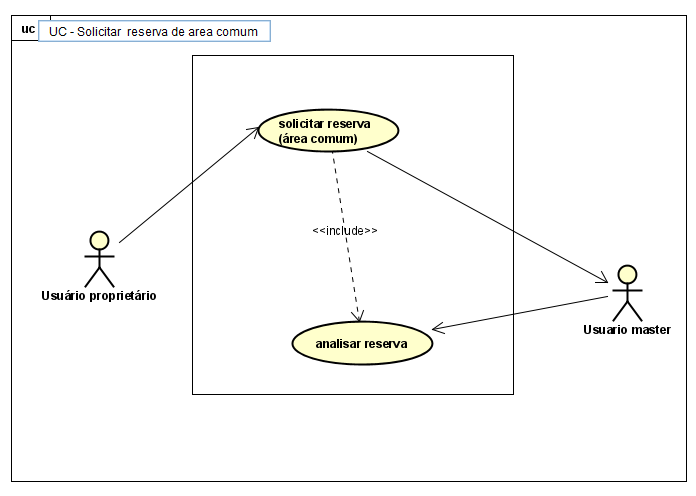 uc
UC - Solicitar reserva de area comum
solicitar reserva
(área comum)
<<include>>
Usuário proprietário
Usuario master
analisar reserva